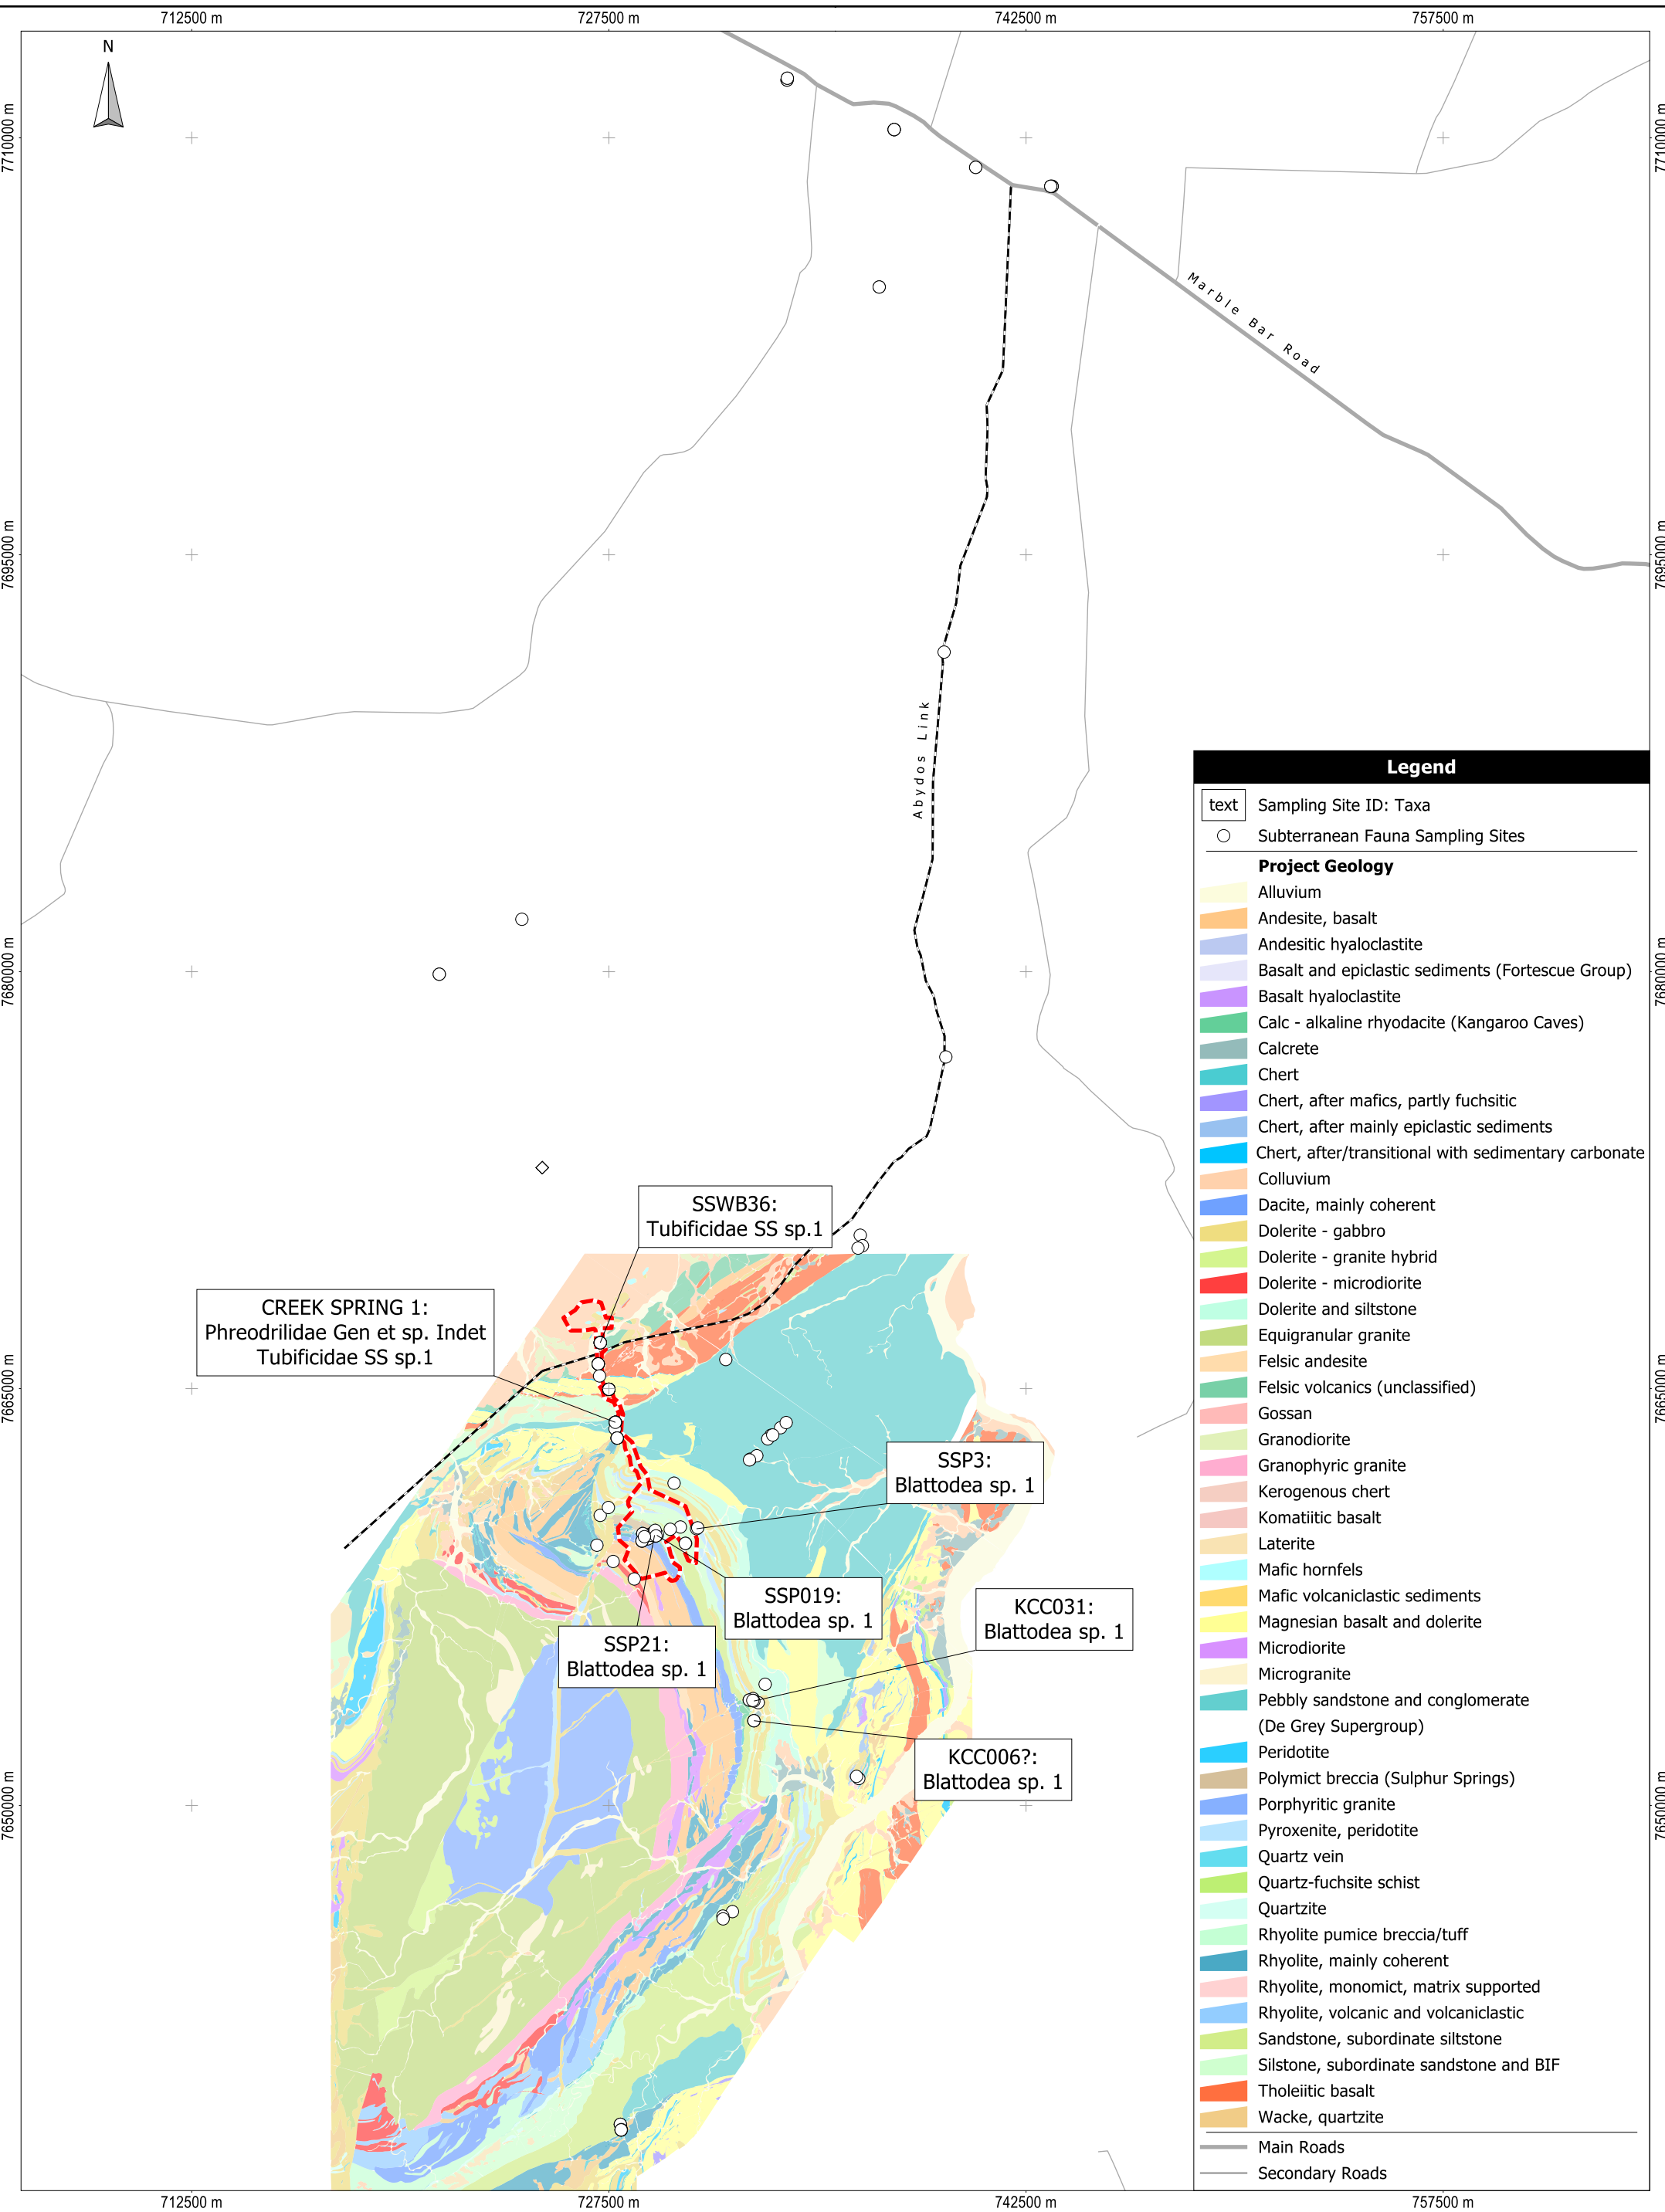 712500 m
727500 m
742500 m
757500 m
N
7710000 m
7710000 m
Marble Bar Road
7695000 m
7695000 m
Abydos Link
7680000 m
7680000 m
SSWB36:
Tubificidae SS sp.1
CREEK SPRING 1:
Phreodrilidae Gen et sp. Indet
Tubificidae SS sp.1
7665000 m
7665000 m
SSP3:
Blattodea sp. 1
SSP019:
Blattodea sp. 1
KCC031:
Blattodea sp. 1
SSP21:
Blattodea sp. 1
KCC006?:
Blattodea sp. 1
7650000 m
7650000 m
Legend
text Sampling Site ID: Taxa
Subterranean Fauna Sampling Sites
Project Geology
Alluvium
Andesite, basalt
Andesitic hyaloclastite
Basalt and epiclastic sediments (Fortescue Group)
Basalt hyaloclastite
Calc - alkaline rhyodacite (Kangaroo Caves)
Calcrete
Chert
Chert, after mafics, partly fuchsitic
Chert, after mainly epiclastic sediments
Chert, after/transitional with sedimentary carbonate
Colluvium
Dacite, mainly coherent
Dolerite - gabbro
Dolerite - granite hybrid
Dolerite - microdiorite
Dolerite and siltstone
Equigranular granite
Felsic andesite
Felsic volcanics (unclassified)
Gossan
Granodiorite
Granophyric granite
Kerogenous chert
Komatiitic basalt
Laterite
Mafic hornfels
Mafic volcaniclastic sediments
Magnesian basalt and dolerite
Microdiorite
Microgranite
Pebbly sandstone and conglomerate
(De Grey Supergroup)
Peridotite
Polymict breccia (Sulphur Springs)
Porphyritic granite
Pyroxenite, peridotite
Quartz vein
Quartz-fuchsite schist
Quartzite
Rhyolite pumice breccia/tuff
Rhyolite, mainly coherent
Rhyolite, monomict, matrix supported
Rhyolite, volcanic and volcaniclastic
Sandstone, subordinate siltstone
Silstone, subordinate sandstone and BIF
Tholeiitic basalt
Wacke, quartzite
Main Roads
Secondary Roads
712500 m
727500 m
742500 m
757500 m